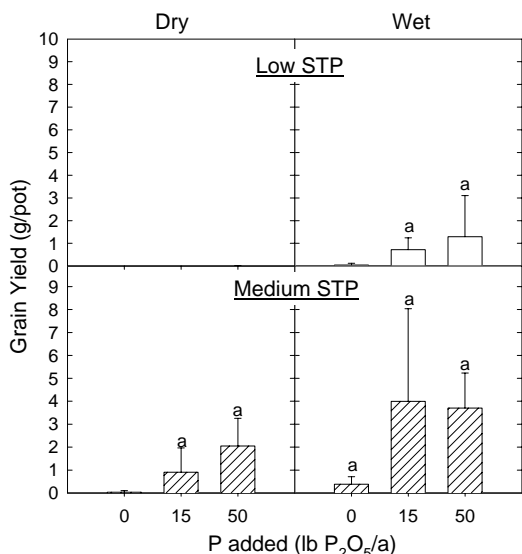 Dry Wet
10
9
8
7
6
5
4
3
2
1
0
Low STP
a
a
Grain Yield (g/pot)
9
8
7
6
5
4
3
2
1
0
Medium STP
a
a
a
a
a
0 15 50 0 15 50
P added (lb P₂O₅/a)